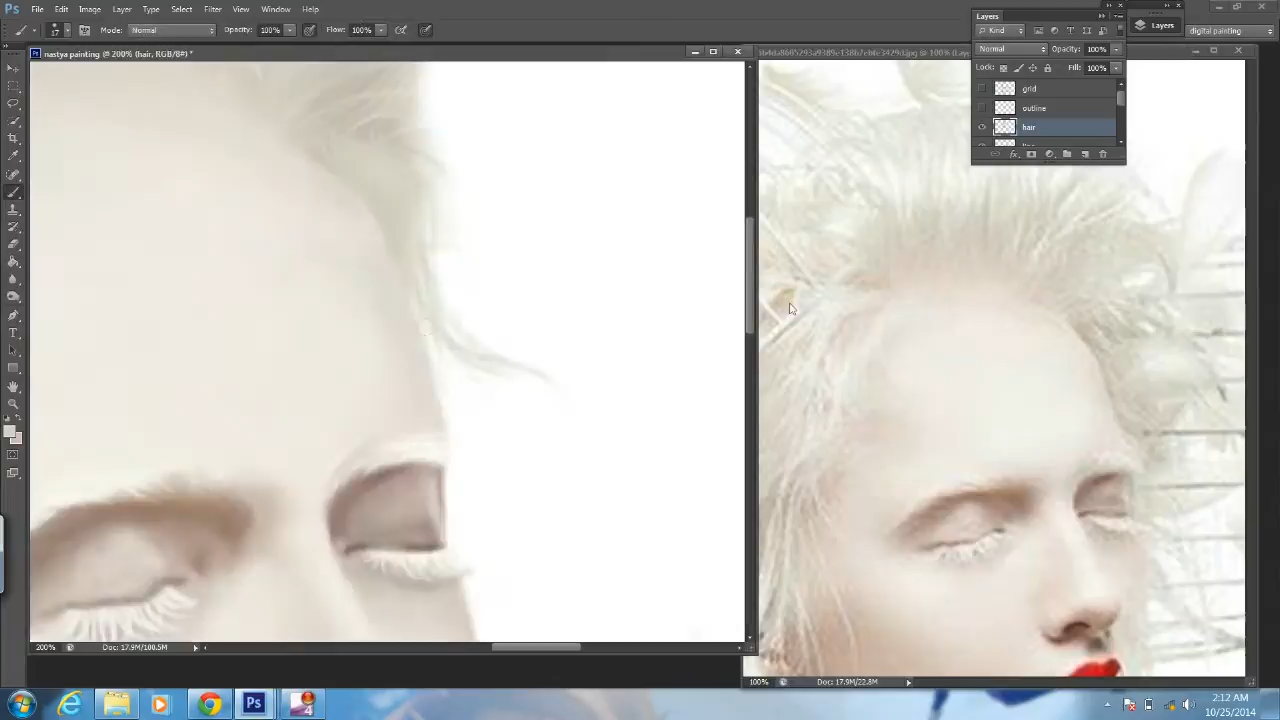 Ps File Edit Image Layer Type Select Filter View Window Help
17 Mode: Normal Opacity: 100% Flow: 100%
Layers
digital painting
nastya painting @ 200% (hair, RGB/8#) *
Layers
Kind
Normal Opacity: 100%
Lock: Fill: 100%
grid
outline
hair
200% Doc: 17.9M/100.5M
100% Doc: 17.9M/22.8M
2:12 AM
10/25/2014